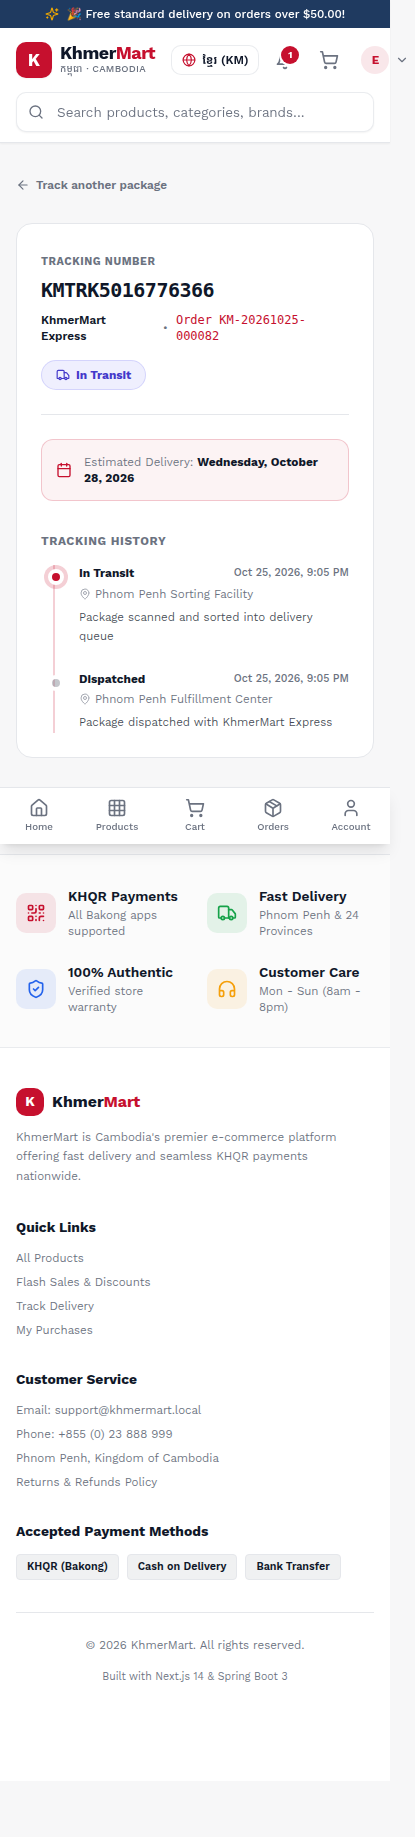 ✨ 🎉 Free standard delivery on orders over $50.00!
K
KhmerMart
កម្ពុជា · CAMBODIA
ខ្មែរ (KM)
1
E
Search products, categories, brands...
Track another package
TRACKING NUMBER
KMTRK5016776366
KhmerMart Express • Order KM-20261025-000082
In Transit
Estimated Delivery: Wednesday, October
28, 2026
TRACKING HISTORY
In Transit Oct 25, 2026, 9:05 PM
Phnom Penh Sorting Facility
Package scanned and sorted into delivery
queue
Dispatched Oct 25, 2026, 9:05 PM
Phnom Penh Fulfillment Center
Package dispatched with KhmerMart Express
Home Products Cart Orders Account
KHQR Payments
All Bakong apps
supported
Fast Delivery
Phnom Penh & 24
Provinces
100% Authentic
Verified store
warranty
Customer Care
Mon - Sun (8am -
8pm)
K KhmerMart
KhmerMart is Cambodia's premier e-commerce platform
offering fast delivery and seamless KHQR payments
nationwide.
Quick Links
All Products
Flash Sales & Discounts
Track Delivery
My Purchases
Customer Service
Email: support@khmermart.local
Phone: +855 (0) 23 888 999
Phnom Penh, Kingdom of Cambodia
Returns & Refunds Policy
Accepted Payment Methods
KHQR (Bakong) Cash on Delivery Bank Transfer
© 2026 KhmerMart. All rights reserved.
Built with Next.js 14 & Spring Boot 3